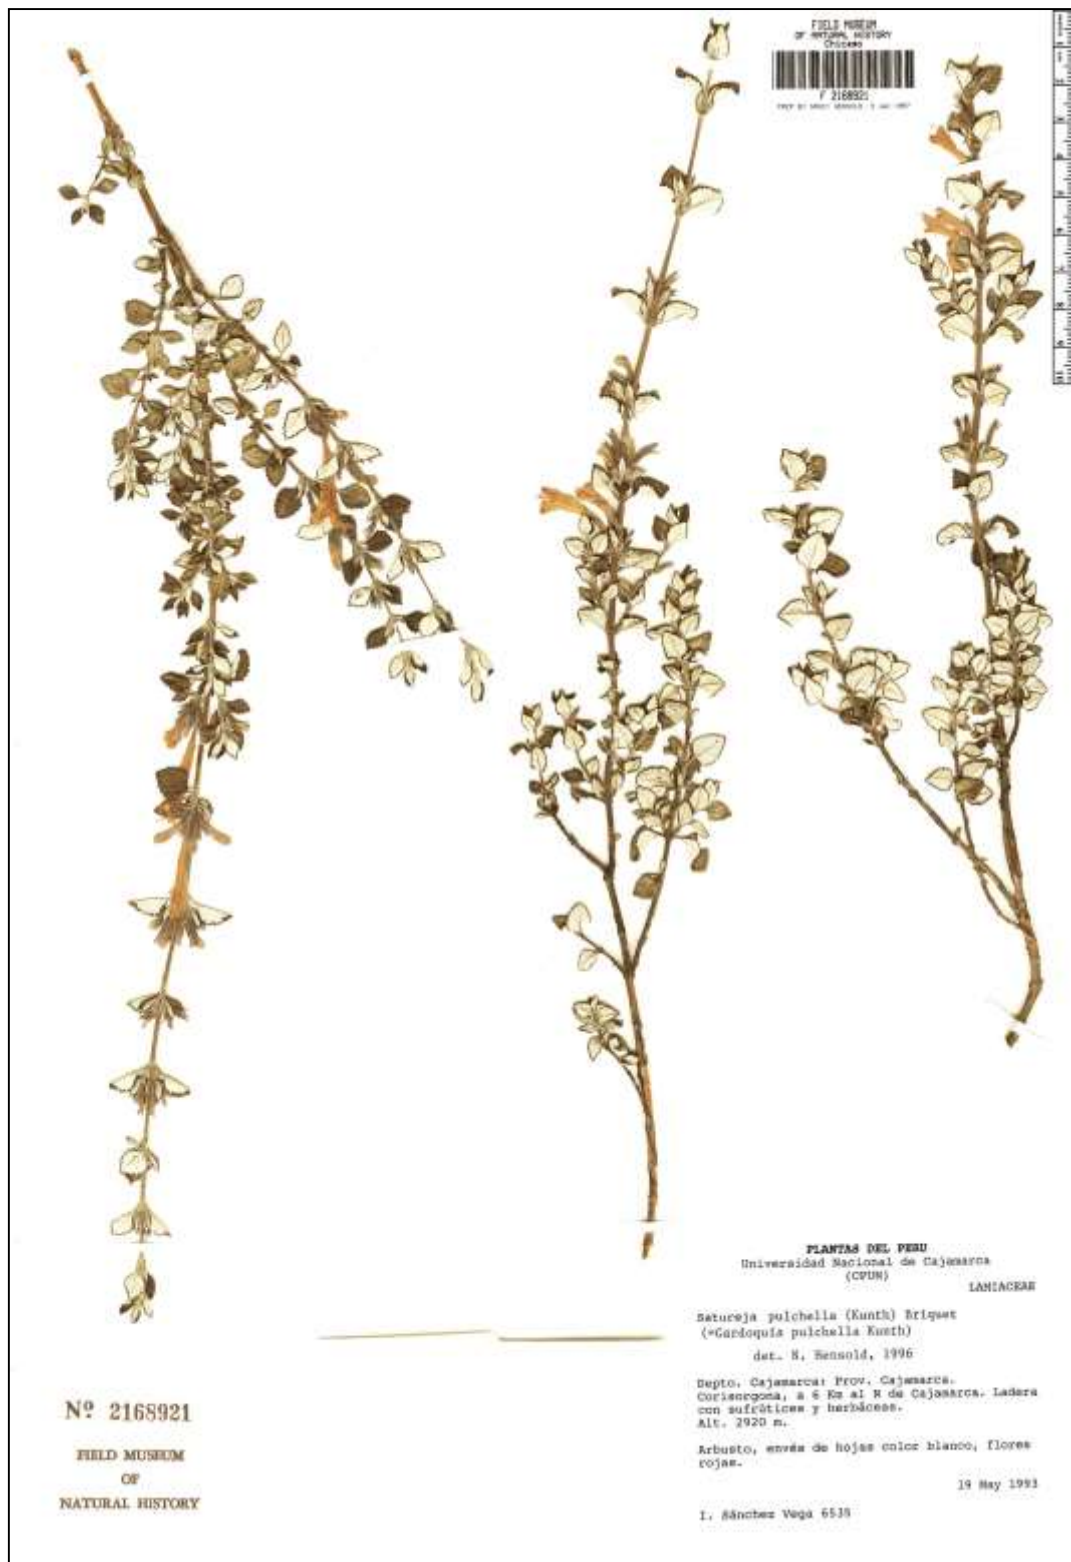 FIELD MUSEUM
OF NATURAL HISTORY
Chicago
F 2168921
Nº 2168921
FIELD MUSEUM
OF
NATURAL HISTORY
PLANTAS DEL PERU
Universidad Nacional de Cajamarca
(CPUN)
LAMIACEAE
Satureja pulchella (Kunth) Briquet
(=Gardoquia pulchella Kunth)
det. N. Hensold, 1996
Depto. Cajamarca: Prov. Cajamarca.
Corisorgona, a 6 Km al N de Cajamarca. Ladera
con sufrútices y herbáceas.
Alt. 2920 m.
Arbusto, envés de hojas color blanco, flores
rojas.
19 May 1993
I. Sánchez Vega 6535